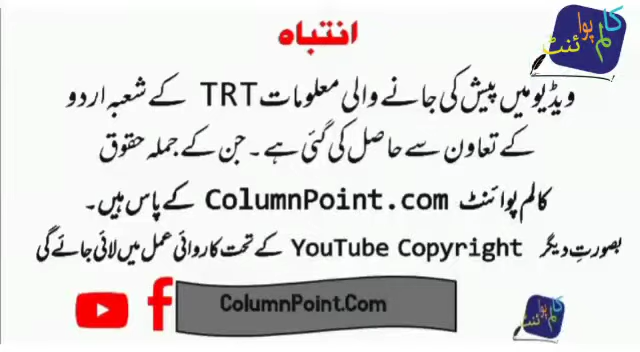 کالم پوائنٹ
انتباہ
ویڈیو میں پیش کی جانے والی معلومات TRT کے شعبہ اردو
کے تعاون سے حاصل کی گئی ہے۔ جن کے جملہ حقوق
کالم پوائنٹ ColumnPoint.com کے پاس ہیں۔
بصورتِ دیگر YouTube Copyright کے تحت کاروائی عمل میں لائی جائے گی
ColumnPoint.Com
کالم پوائنٹ